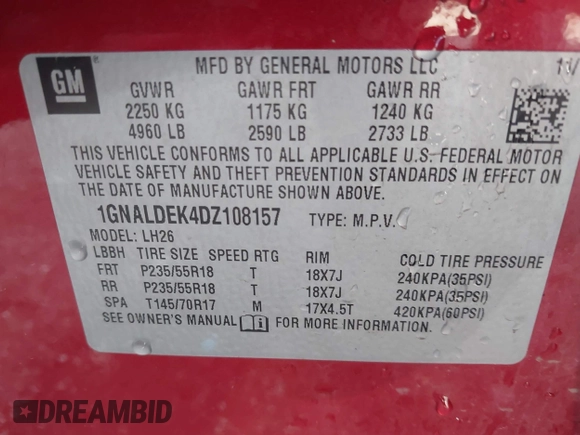 GM
MFD BY GENERAL MOTORS LLC 11/
GVWR GAWR FRT GAWR RR
2250 KG 1175 KG 1240 KG
4960 LB 2590 LB 2733 LB
THIS VEHICLE CONFORMS TO ALL APPLICABLE U.S. FEDERAL MOTOR
VEHICLE SAFETY AND THEFT PREVENTION STANDARDS IN EFFECT ON
THE DATE OF MANUFACTURE SHOWN ABOVE.
1GNALDEK4DZ108157 TYPE: M.P.V.
MODEL: LH26
LBBH TIRE SIZE SPEED RTG RIM COLD TIRE PRESSURE
FRT P235/55R18 T 18X7J 240KPA(35PSI)
RR P235/55R18 T 18X7J 240KPA(35PSI)
SPA T145/70R17 M 17X4.5T 420KPA(60PSI)
SEE OWNER'S MANUAL FOR MORE INFORMATION.
DREAMBID